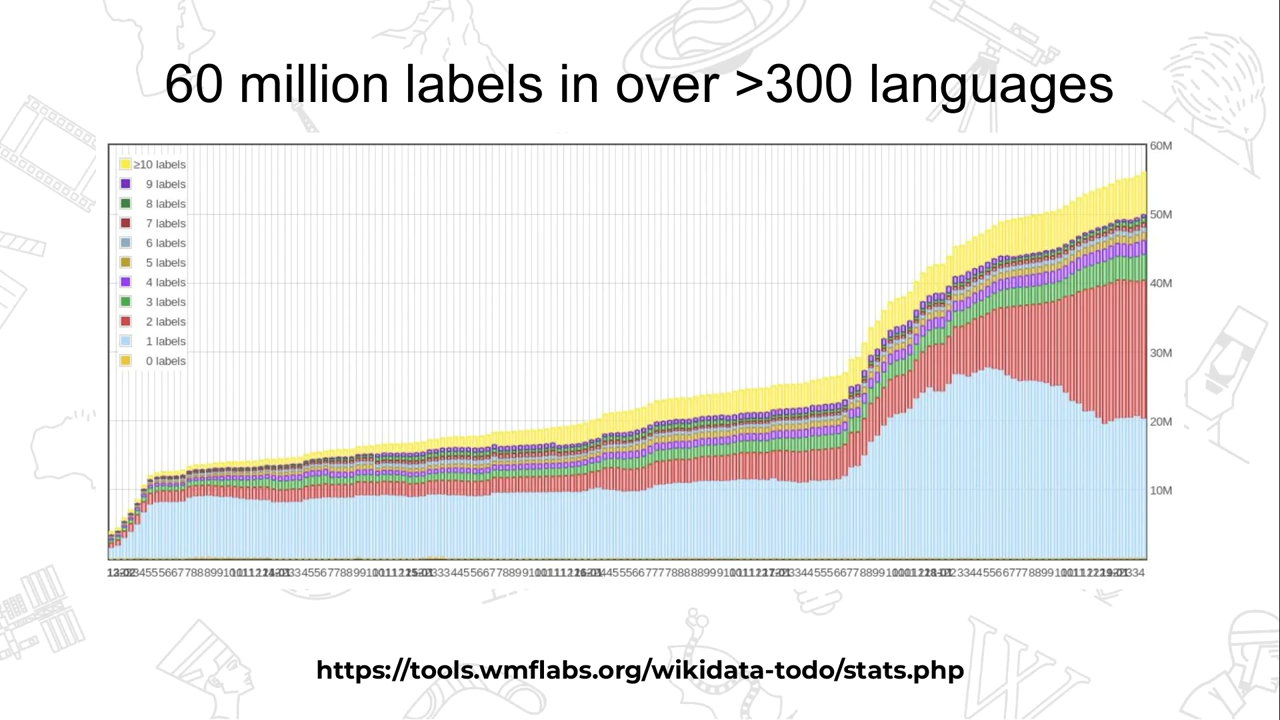 60 million labels in over >300 languages
≥10 labels
9 labels
8 labels
7 labels
6 labels
5 labels
4 labels
3 labels
2 labels
1 labels
0 labels
60M
50M
40M
30M
20M
10M
https://tools.wmflabs.org/wikidata-todo/stats.php